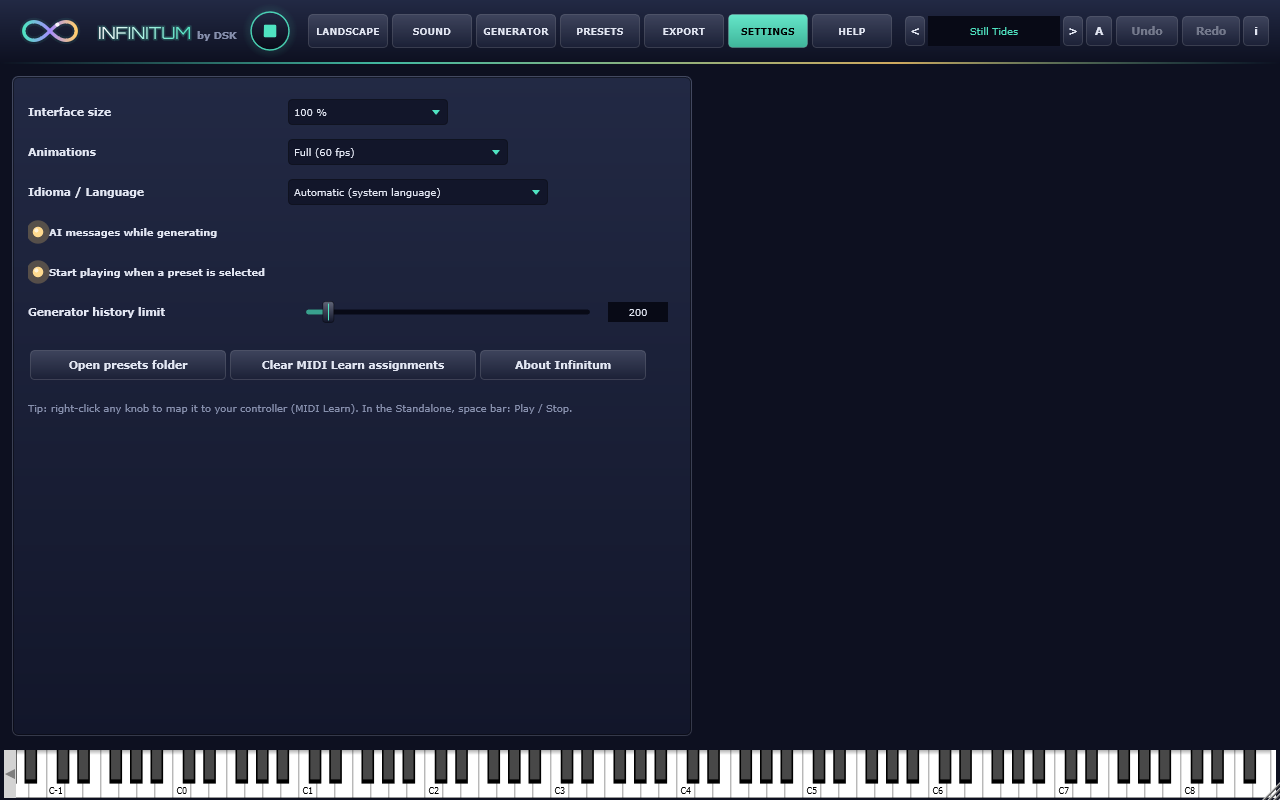 INFINITUM by DSK LANDSCAPE SOUND GENERATOR PRESETS EXPORT SETTINGS HELP < Still Tides > A Undo Redo i
Interface size 100 %
Animations Full (60 fps)
Idioma / Language Automatic (system language)
AI messages while generating
Start playing when a preset is selected
Generator history limit 200
Open presets folder Clear MIDI Learn assignments About Infinitum
Tip: right-click any knob to map it to your controller (MIDI Learn). In the Standalone, space bar: Play / Stop.
C-1 C0 C1 C2 C3 C4 C5 C6 C7 C8